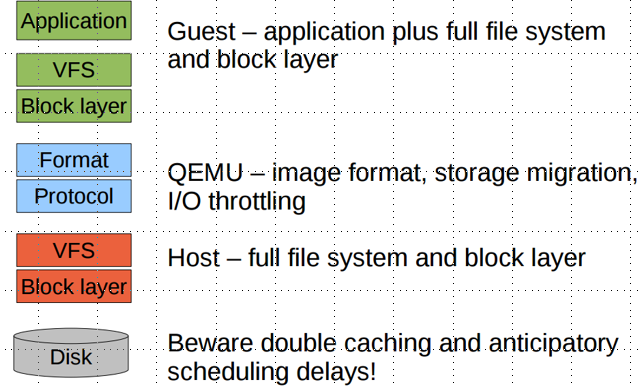 Application
VFS
Block layer
Guest – application plus full file system
and block layer
Format
Protocol
QEMU – image format, storage migration,
I/O throttling
VFS
Block layer
Host – full file system and block layer
Disk
Beware double caching and anticipatory
scheduling delays!